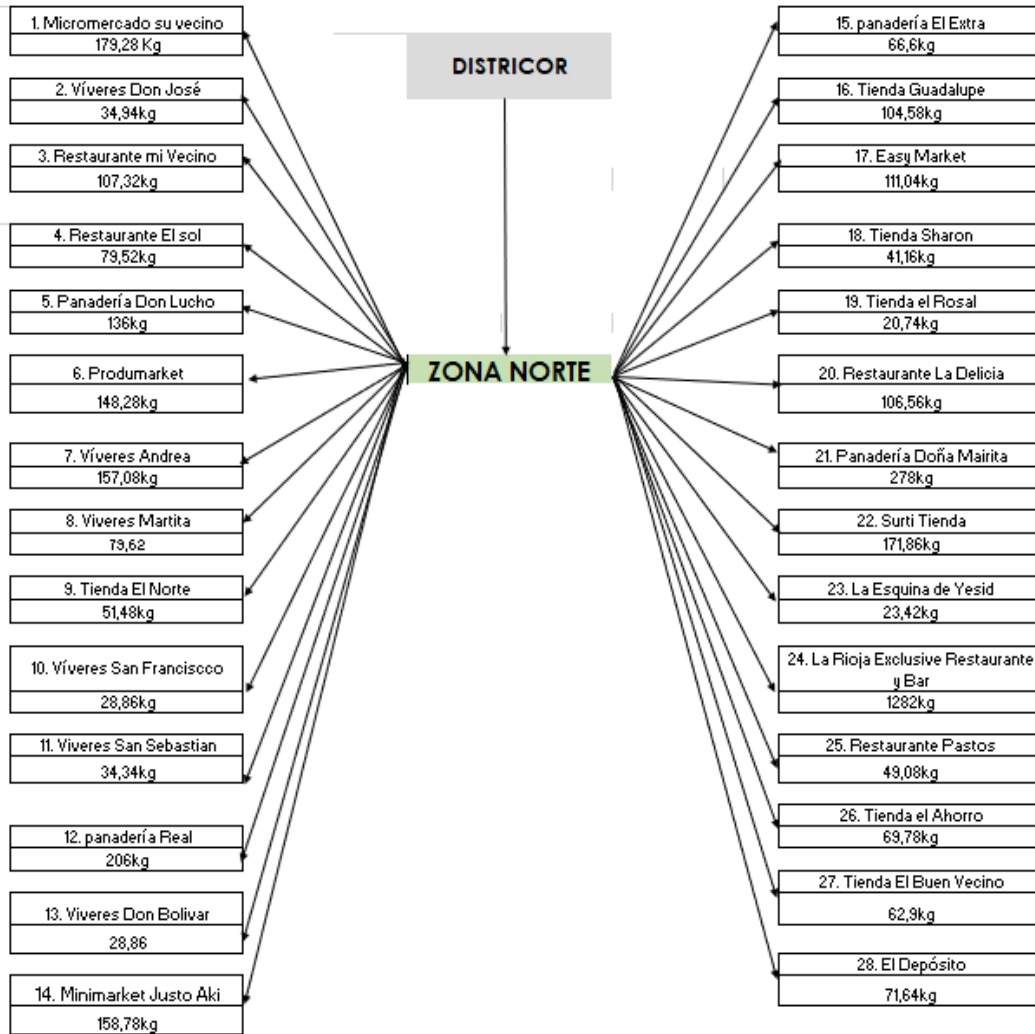 1. Micromercado su vecino
179,28 Kg
2. Víveres Don José
34,94kg
3. Restaurante mi Vecino
107,32kg
4. Restaurante El sol
79,52kg
5. Panadería Don Lucho
136kg
6. Produmarket
148,28kg
7. Víveres Andrea
157,08kg
8. Viveres Martita
79,62
9. Tienda El Norte
51,48kg
10. Víveres San Franciscco
28,86kg
11. Viveres San Sebastian
34,34kg
12. panadería Real
206kg
13. Viveres Don Bolivar
28,86
14. Minimarket Justo Aki
158,78kg
DISTRICOR
ZONA NORTE
15. panadería El Extra
66,6kg
16. Tienda Guadalupe
104,58kg
17. Easy Market
111,04kg
18. Tienda Sharon
41,16kg
19. Tienda el Rosal
20,74kg
20. Restaurante La Delicia
106,56kg
21. Panadería Doña Mairita
278kg
22. Surti Tienda
171,86kg
23. La Esquina de Yesid
23,42kg
24. La Rioja Exclusive Restaurante
y Bar
1282kg
25. Restaurante Pastos
49,08kg
26. Tienda el Ahorro
69,78kg
27. Tienda El Buen Vecino
62,9kg
28. El Depósito
71,64kg